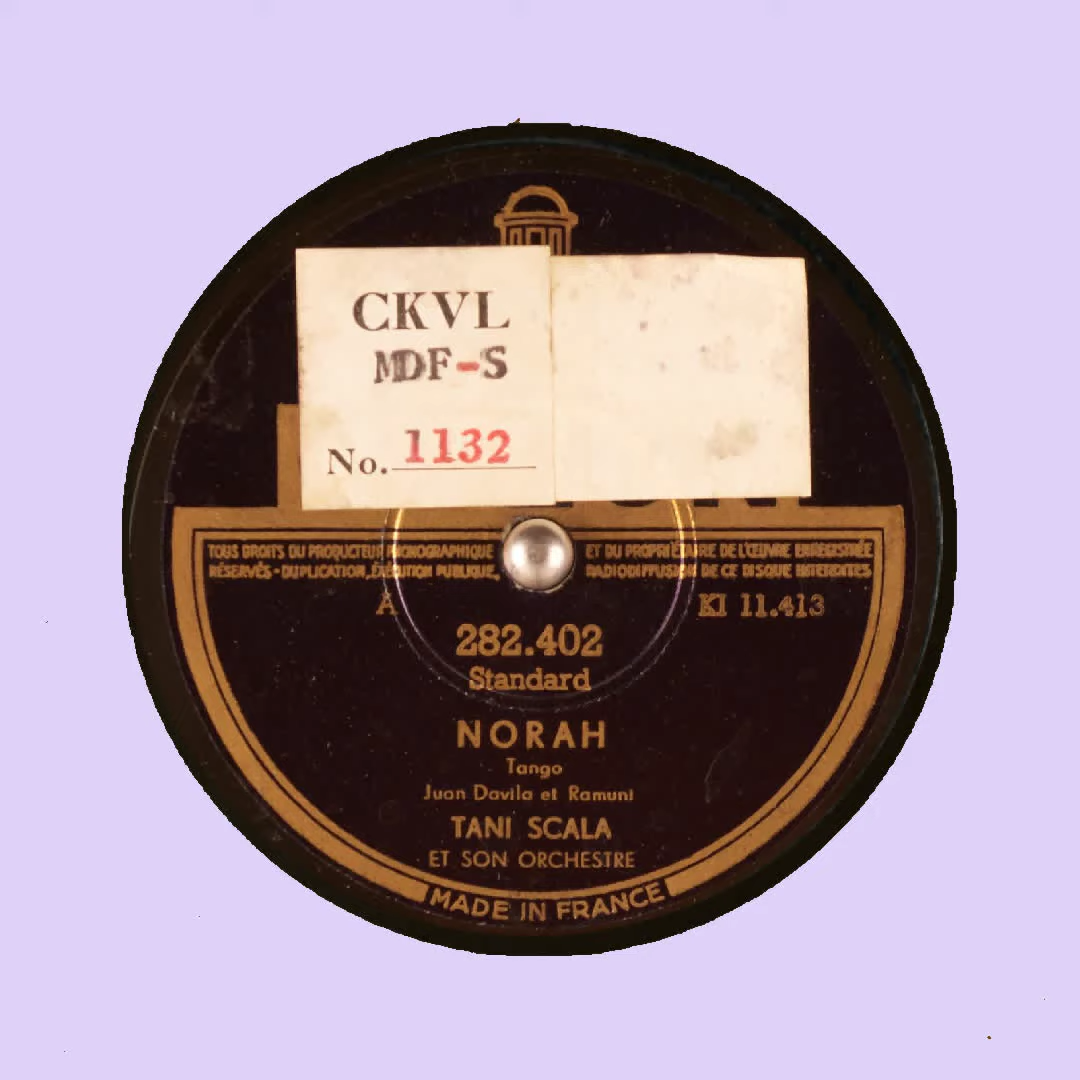 CKVL
MDF-S
No. 1132
TOUS DROITS DU PRODUCTEUR PHONOGRAPHIQUE ET DU PROPRIÉTAIRE DE L'ŒUVRE ENREGISTRÉE
RÉSERVÉS - DUPLICATION, EXÉCUTION PUBLIQUE, RADIODIFFUSION DE CE DISQUE INTERDITES
A KI 11.413
282.402
Standard
NORAH
Tango
Juan Davila et Ramuni
TANI SCALA
ET SON ORCHESTRE
MADE IN FRANCE